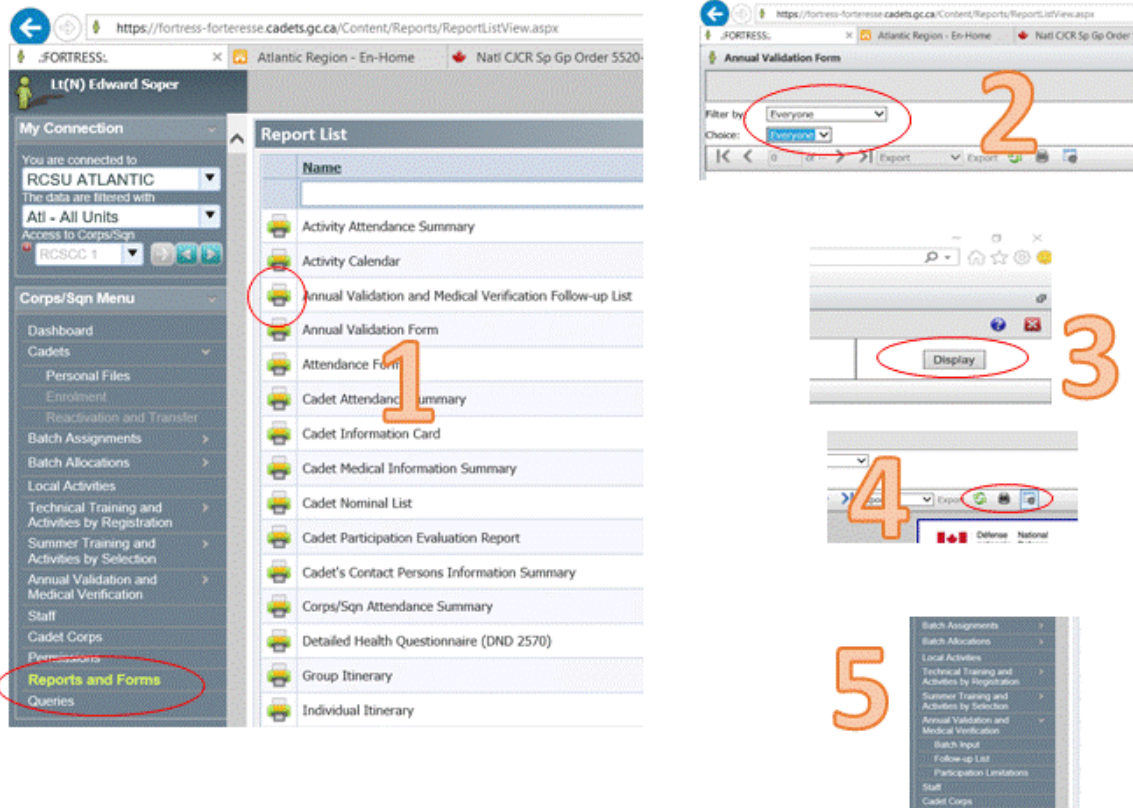 https://fortress-forteresse.cadets.gc.ca/Content/Reports/ReportListView.aspx
.:FORTRESS:.
Atlantic Region - En-Home
Natl CJCR Sp Gp Order 5520-
Lt(N) Edward Soper
My Connection
You are connected to
RCSU ATLANTIC
The data are filtered with
Atl - All Units
Access to Corps/Sqn
RCSCC 1
Corps/Sqn Menu
Dashboard
Cadets
Personal Files
Enrolment
Reactivation and Transfer
Batch Assignments
Batch Allocations
Local Activities
Technical Training and
Activities by Registration
Summer Training and
Activities by Selection
Annual Validation and
Medical Verification
Staff
Cadet Corps
Permissions
Reports and Forms
Queries
Report List
Name
Activity Attendance Summary
Activity Calendar
Annual Validation and Medical Verification Follow-up List
Annual Validation Form
Attendance Form
Cadet Attendance Summary
Cadet Information Card
Cadet Medical Information Summary
Cadet Nominal List
Cadet Participation Evaluation Report
Cadet's Contact Persons Information Summary
Corps/Sqn Attendance Summary
Detailed Health Questionnaire (DND 2570)
Group Itinerary
Individual Itinerary
1
https://fortress-forteresse.cadets.gc.ca/Content/Reports/ReportListView.aspx
.:FORTRESS:.
Atlantic Region - En-Home
Natl CJCR Sp Gp Order
Annual Validation Form
Filter by: Everyone
Choice: Everyone
0 of Export Export
2
Display
3
Export
Défense National
4
5
Batch Assignments
Batch Allocations
Local Activities
Technical Training and
Activities by Registration
Summer Training and
Activities by Selection
Annual Validation and
Medical Verification
Batch Input
Follow-up List
Participation Limitations
Staff
Cadet Corps